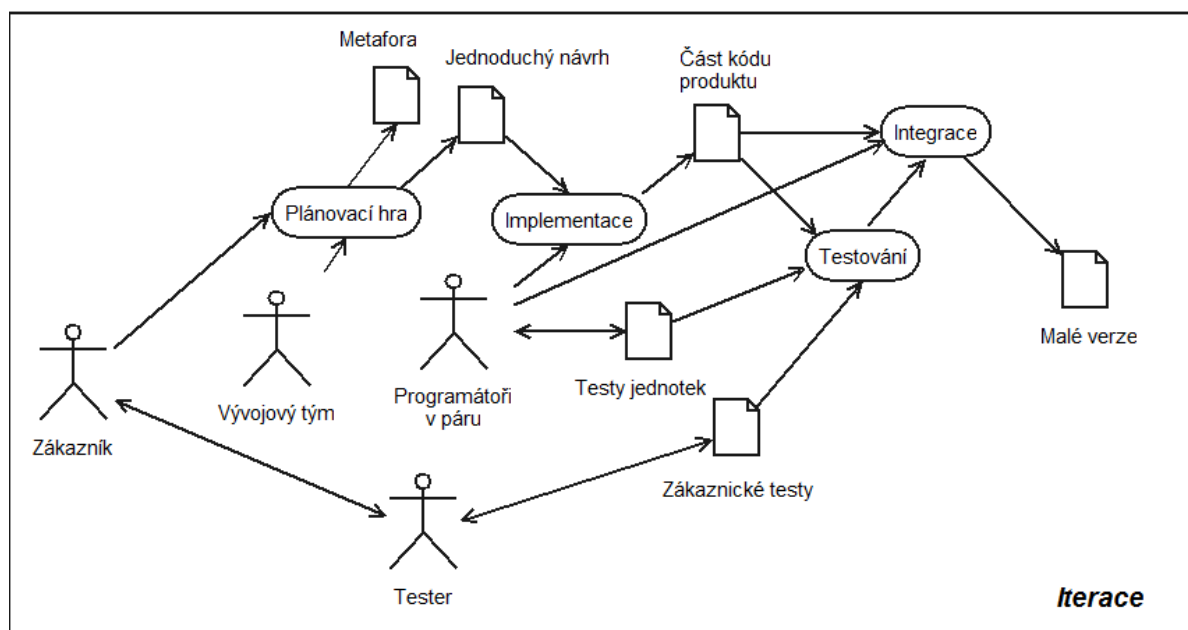 Metafora
Jednoduchý návrh
Část kódu
produktu
Integrace
Plánovací hra
Implementace
Testování
Malé verze
Vývojový tým
Programátoři
v páru
Testy jednotek
Zákazník
Zákaznické testy
Tester
Iterace